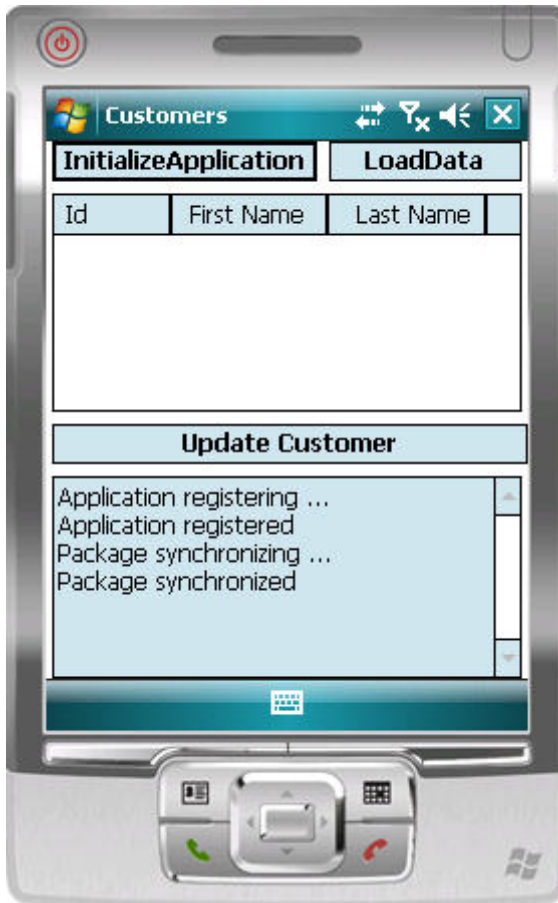 Customers
InitializeApplication LoadData
Id First Name Last Name
Update Customer
Application registering ...
Application registered
Package synchronizing ...
Package synchronized